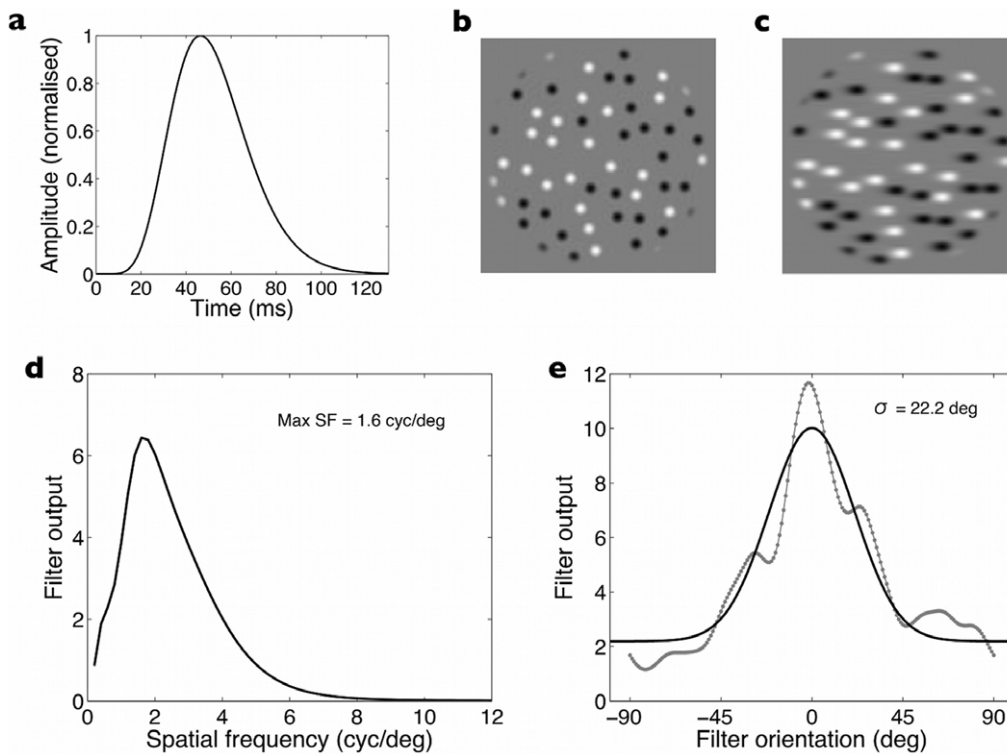 a
Amplitude (normalised)
1
0.8
0.6
0.4
0.2
0
0 20 40 60 80 100 120
Time (ms)
b
c
d
Filter output
8
6
4
2
0
Max SF = 1.6 cyc/deg
0 2 4 6 8 10 12
Spatial frequency (cyc/deg)
e
Filter output
12
10
8
6
4
2
0
σ = 22.2 deg
−90 −45 0 45 90
Filter orientation (deg)